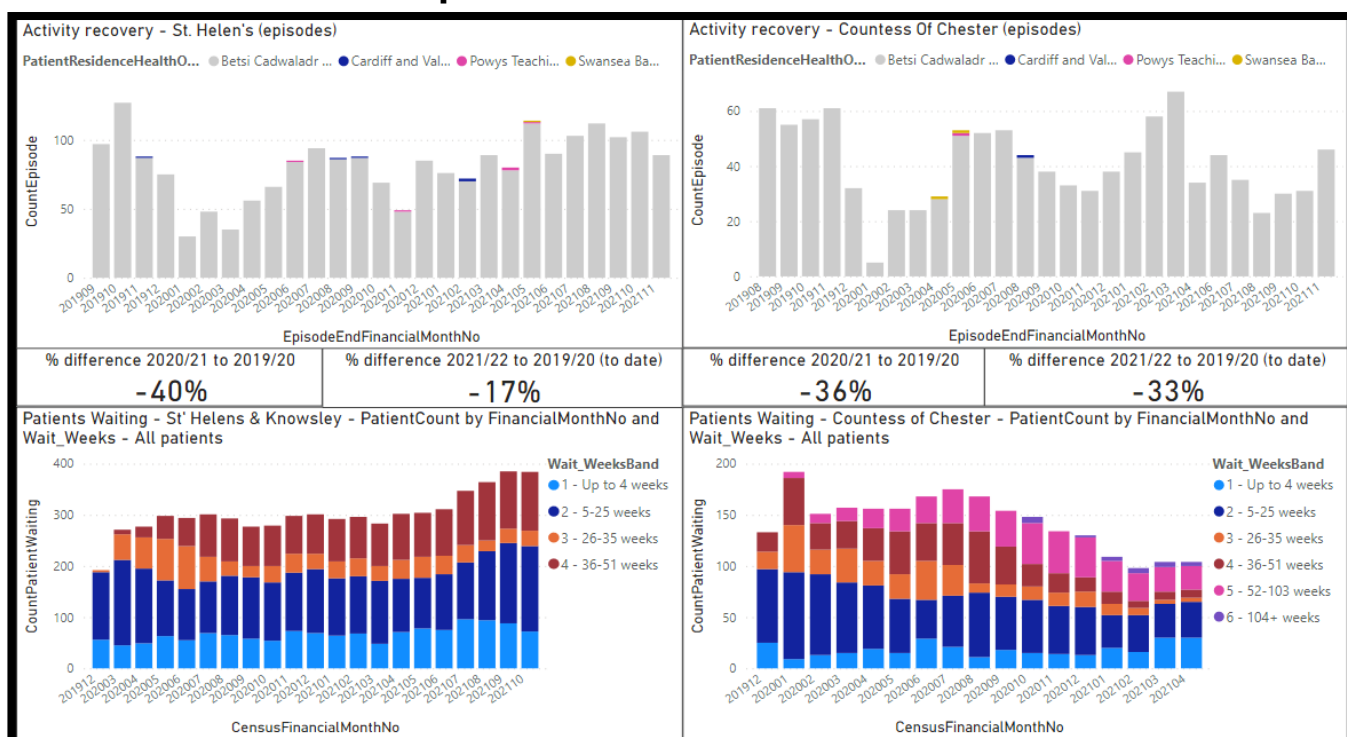 Activity recovery - St. Helen's (episodes)
PatientResidenceHealthO... Betsi Cadwaladr ... Cardiff and Val... Powys Teachi... Swansea Ba...
CountEpisode
100
50
0
201909 201910 201911 201912 202001 202002 202003 202004 202005 202006 202007 202008 202009 202010 202011 202012 202101 202102 202103 202104 202105 202106 202107 202108 202109 202110 202111
EpisodeEndFinancialMonthNo
Activity recovery - Countess Of Chester (episodes)
PatientResidenceHealthO... Betsi Cadwaladr ... Cardiff and Val... Powys Teachi... Swansea Ba...
CountEpisode
60
40
20
0
201908 201909 201910 201911 201912 202001 202002 202003 202004 202005 202006 202007 202008 202009 202010 202011 202012 202101 202102 202103 202104 202106 202107 202108 202109 202110 202111
EpisodeEndFinancialMonthNo
% difference 2020/21 to 2019/20
-40%
% difference 2021/22 to 2019/20 (to date)
-17%
% difference 2020/21 to 2019/20
-36%
% difference 2021/22 to 2019/20 (to date)
-33%
Patients Waiting - St' Helens & Knowsley - PatientCount by FinancialMonthNo and
Wait_Weeks - All patients
CountPatientWaiting
400
300
200
100
0
201912 202003 202004 202005 202006 202007 202008 202009 202010 202011 202012 202101 202102 202103 202104 202105 202106 202107 202108 202109 202110
CensusFinancialMonthNo
Wait_WeeksBand
1 - Up to 4 weeks
2 - 5-25 weeks
3 - 26-35 weeks
4 - 36-51 weeks
Patients Waiting - Countess of Chester - PatientCount by FinancialMonthNo and
Wait_Weeks - All patients
CountPatientWaiting
200
150
100
50
0
201912 202001 202002 202003 202004 202005 202006 202007 202008 202009 202010 202011 202012 202101 202102 202103 202104
CensusFinancialMonthNo
Wait_WeeksBand
1 - Up to 4 weeks
2 - 5-25 weeks
3 - 26-35 weeks
4 - 36-51 weeks
5 - 52-103 weeks
6 - 104+ weeks